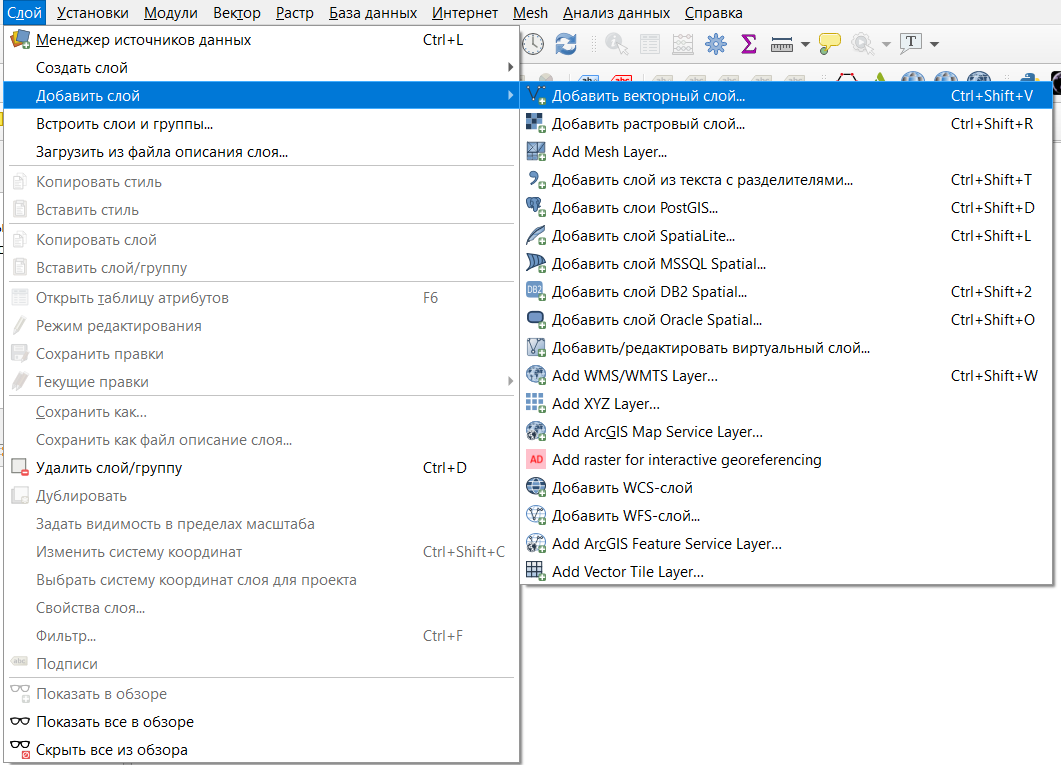 Слой Установки Модули Вектор Растр База данных Интернет Mesh Анализ данных Справка
Менеджер источников данных Ctrl+L
Создать слой
Добавить слой
Встроить слои и группы...
Загрузить из файла описания слоя...
Копировать стиль
Вставить стиль
Копировать слой
Вставить слой/группу
Открыть таблицу атрибутов F6
Режим редактирования
Сохранить правки
Текущие правки
Сохранить как...
Сохранить как файл описание слоя...
Удалить слой/группу Ctrl+D
Дублировать
Задать видимость в пределах масштаба
Изменить систему координат Ctrl+Shift+C
Выбрать систему координат слоя для проекта
Свойства слоя...
Фильтр... Ctrl+F
abc Подписи
Показать в обзоре
Показать все в обзоре
Скрыть все из обзора
Добавить векторный слой... Ctrl+Shift+V
Добавить растровый слой... Ctrl+Shift+R
Add Mesh Layer...
Добавить слой из текста с разделителями... Ctrl+Shift+T
Добавить слои PostGIS... Ctrl+Shift+D
Добавить слой SpatiaLite... Ctrl+Shift+L
Добавить слой MSSQL Spatial...
DB2 Добавить слой DB2 Spatial... Ctrl+Shift+2
Добавить слой Oracle Spatial... Ctrl+Shift+O
Добавить/редактировать виртуальный слой...
Add WMS/WMTS Layer... Ctrl+Shift+W
Add XYZ Layer...
Add ArcGIS Map Service Layer...
AD Add raster for interactive georeferencing
Добавить WCS-слой
Добавить WFS-слой...
Add ArcGIS Feature Service Layer...
Add Vector Tile Layer...